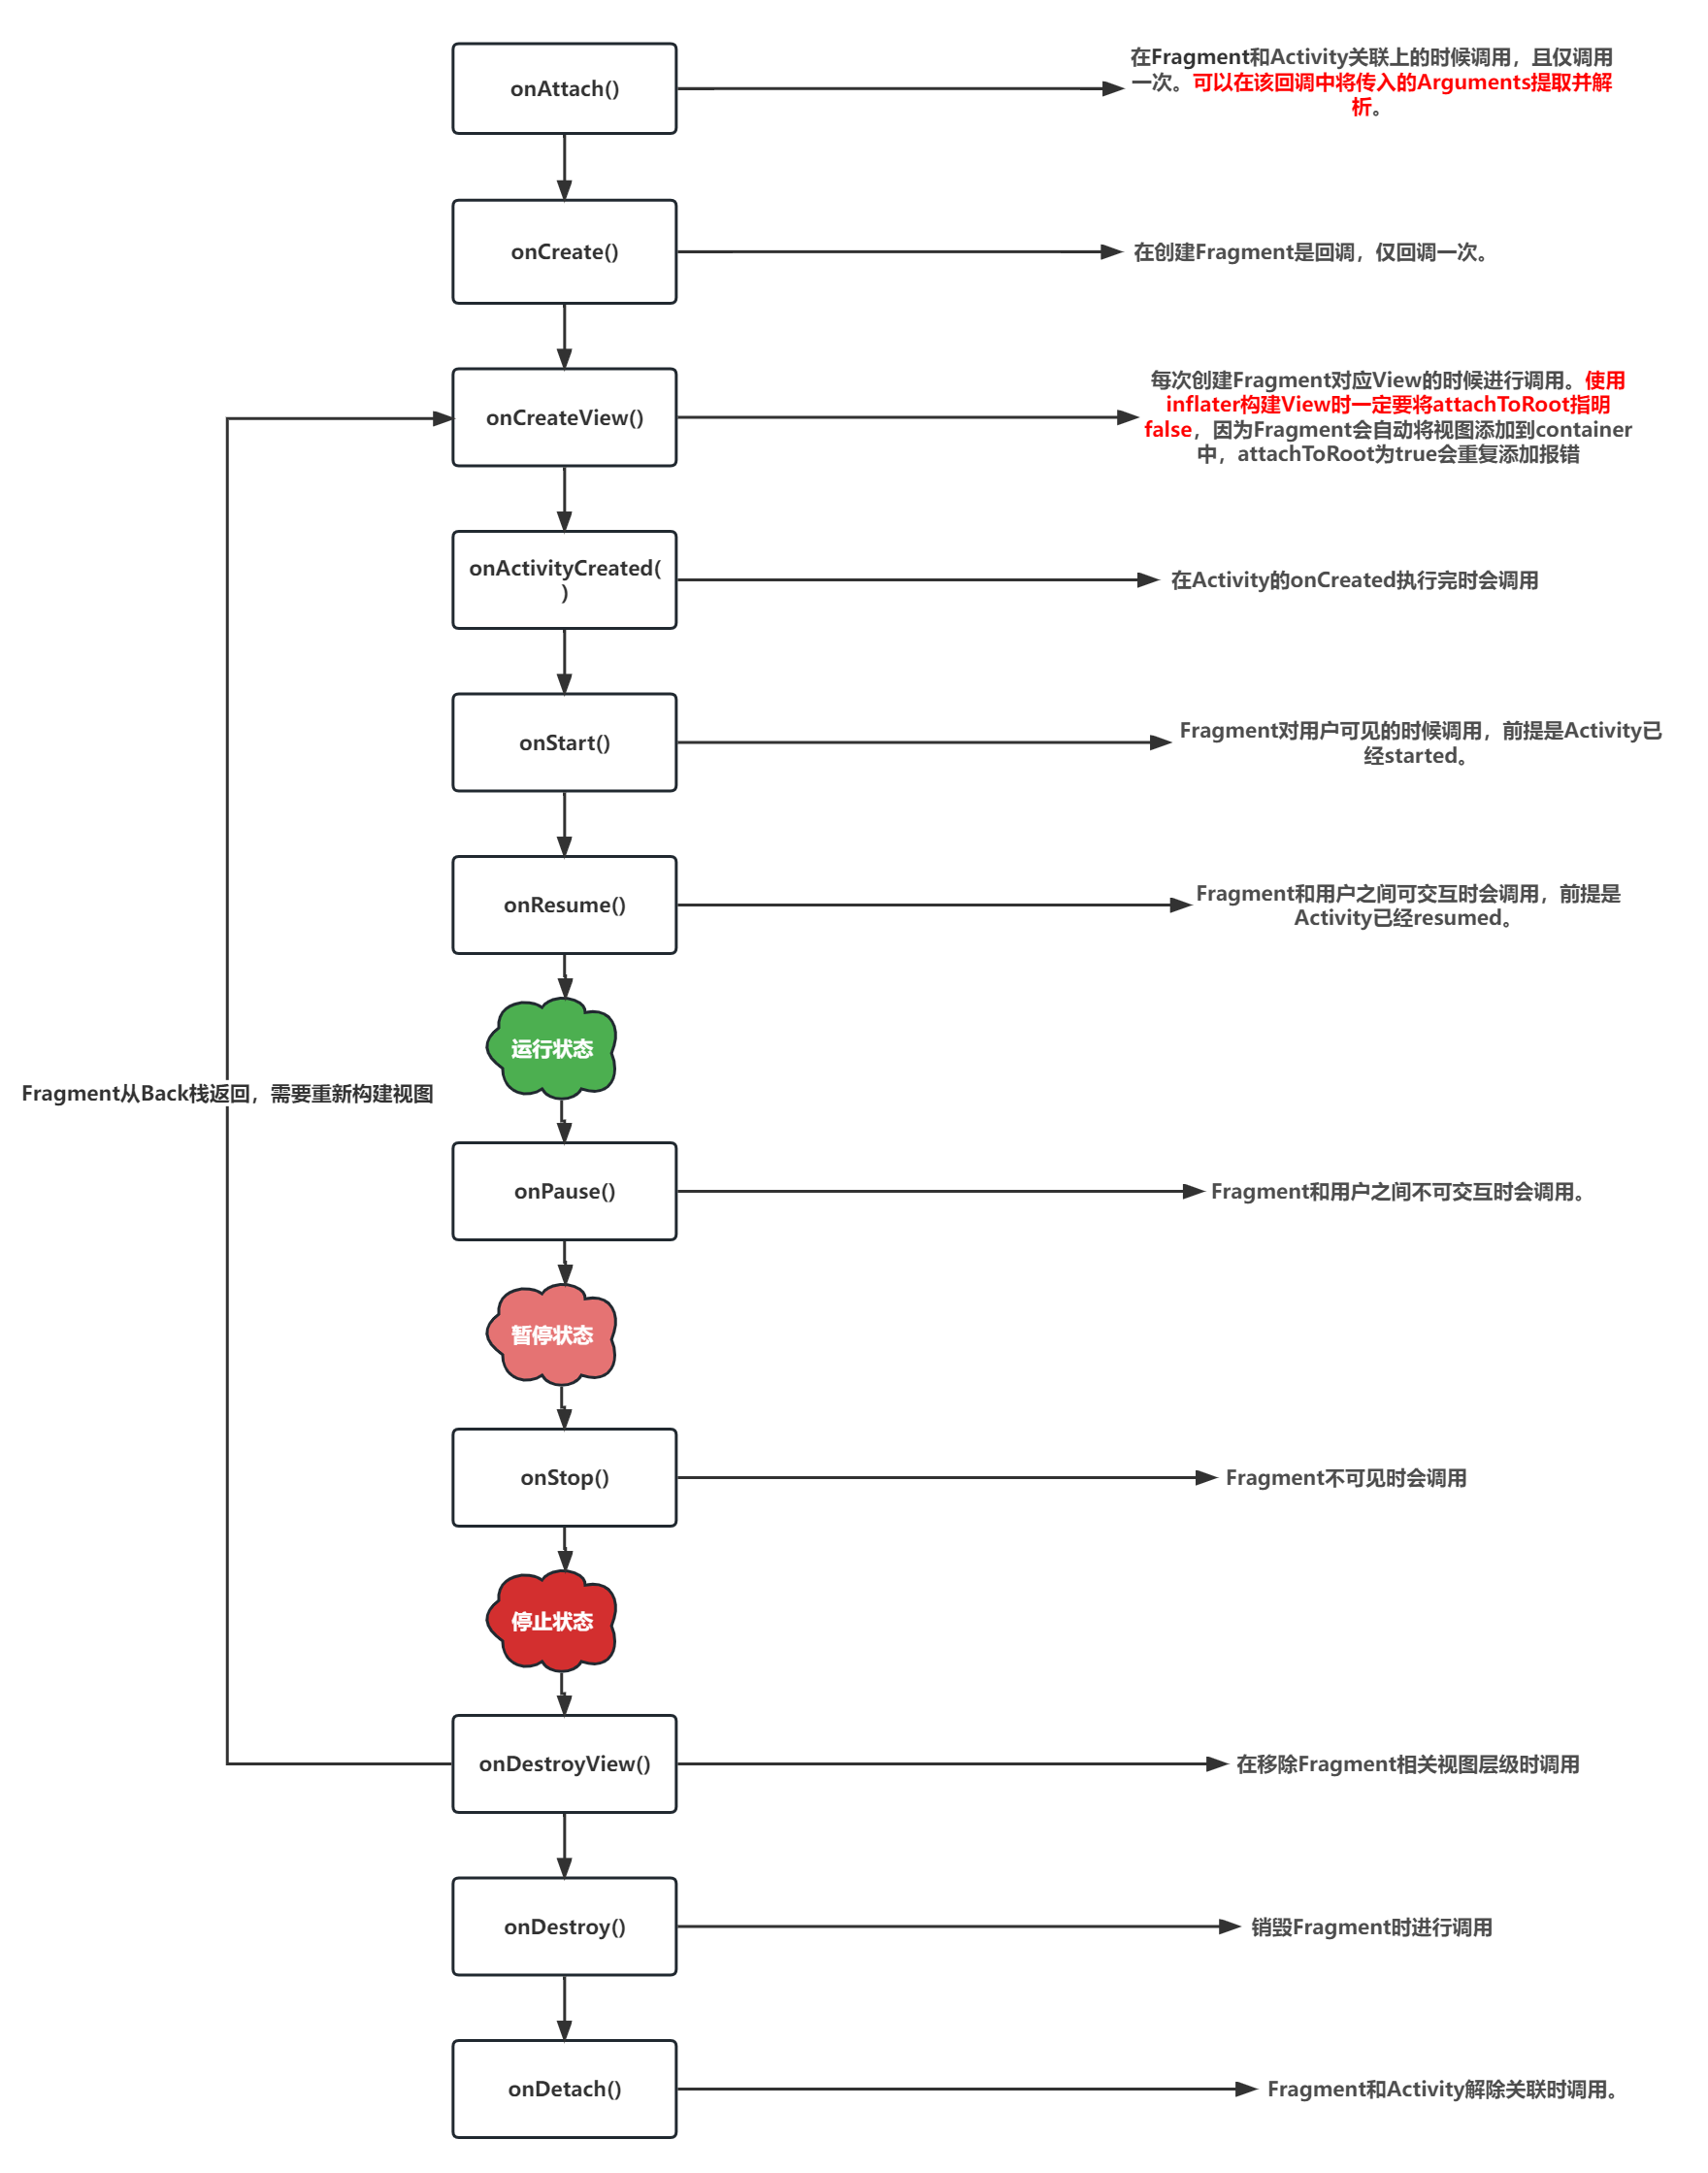 onAttach()
在Fragment和Activity关联上的时候调用，且仅调用
一次。可以在该回调中将传入的Arguments提取并解
析。
onCreate()
在创建Fragment是回调，仅回调一次。
onCreateView()
每次创建Fragment对应View的时候进行调用。使用
inflater构建View时一定要将attachToRoot指明
false，因为Fragment会自动将视图添加到container
中，attachToRoot为true会重复添加报错
onActivityCreated(
)
在Activity的onCreated执行完时会调用
onStart()
Fragment对用户可见的时候调用，前提是Activity已
经started。
onResume()
Fragment和用户之间可交互时会调用，前提是
Activity已经resumed。
运行状态
Fragment从Back栈返回，需要重新构建视图
onPause()
Fragment和用户之间不可交互时会调用。
暂停状态
onStop()
Fragment不可见时会调用
停止状态
onDestroyView()
在移除Fragment相关视图层级时调用
onDestroy()
销毁Fragment时进行调用
onDetach()
Fragment和Activity解除关联时调用。